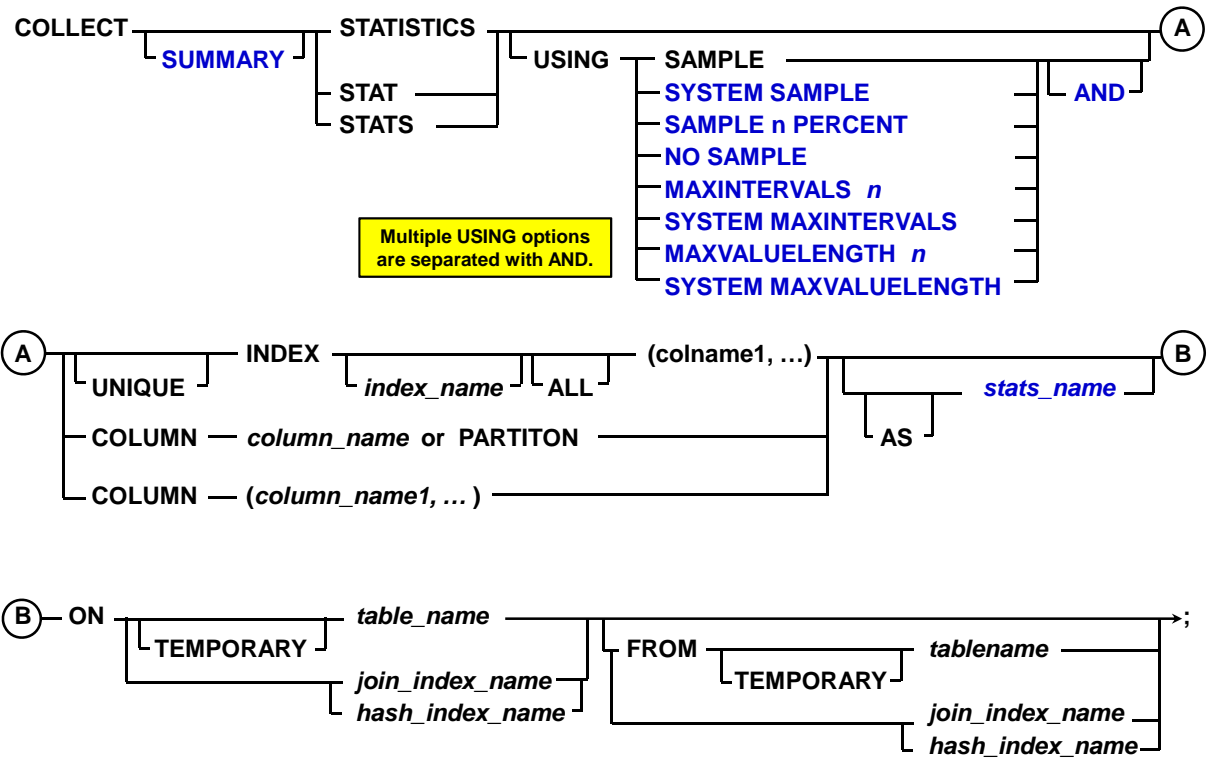 COLLECT STATISTICS A
SUMMARY USING SAMPLE
STAT SYSTEM SAMPLE AND
STATS SAMPLE n PERCENT
NO SAMPLE
MAXINTERVALS n
Multiple USING options SYSTEM MAXINTERVALS
are separated with AND. MAXVALUELENGTH n
SYSTEM MAXVALUELENGTH
A INDEX (colname1, …) B
UNIQUE index_name ALL stats_name
COLUMN column_name or PARTITON AS
COLUMN (column_name1, … )
B ON table_name ;
TEMPORARY FROM tablename
join_index_name TEMPORARY
hash_index_name join_index_name
hash_index_name